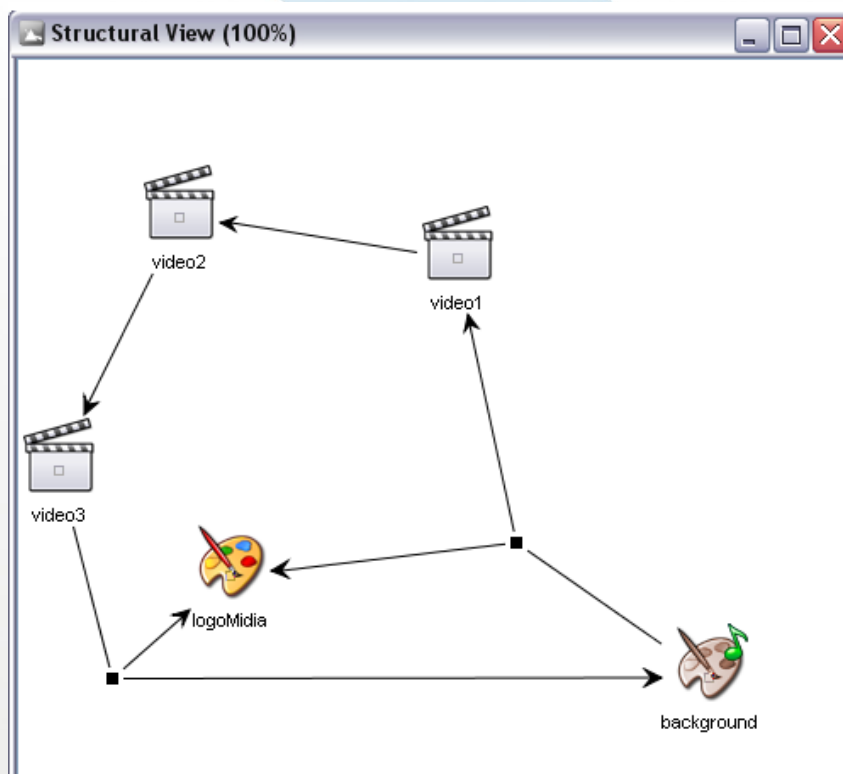 Structural View (100%)
video2
video1
video3
logoMidia
background